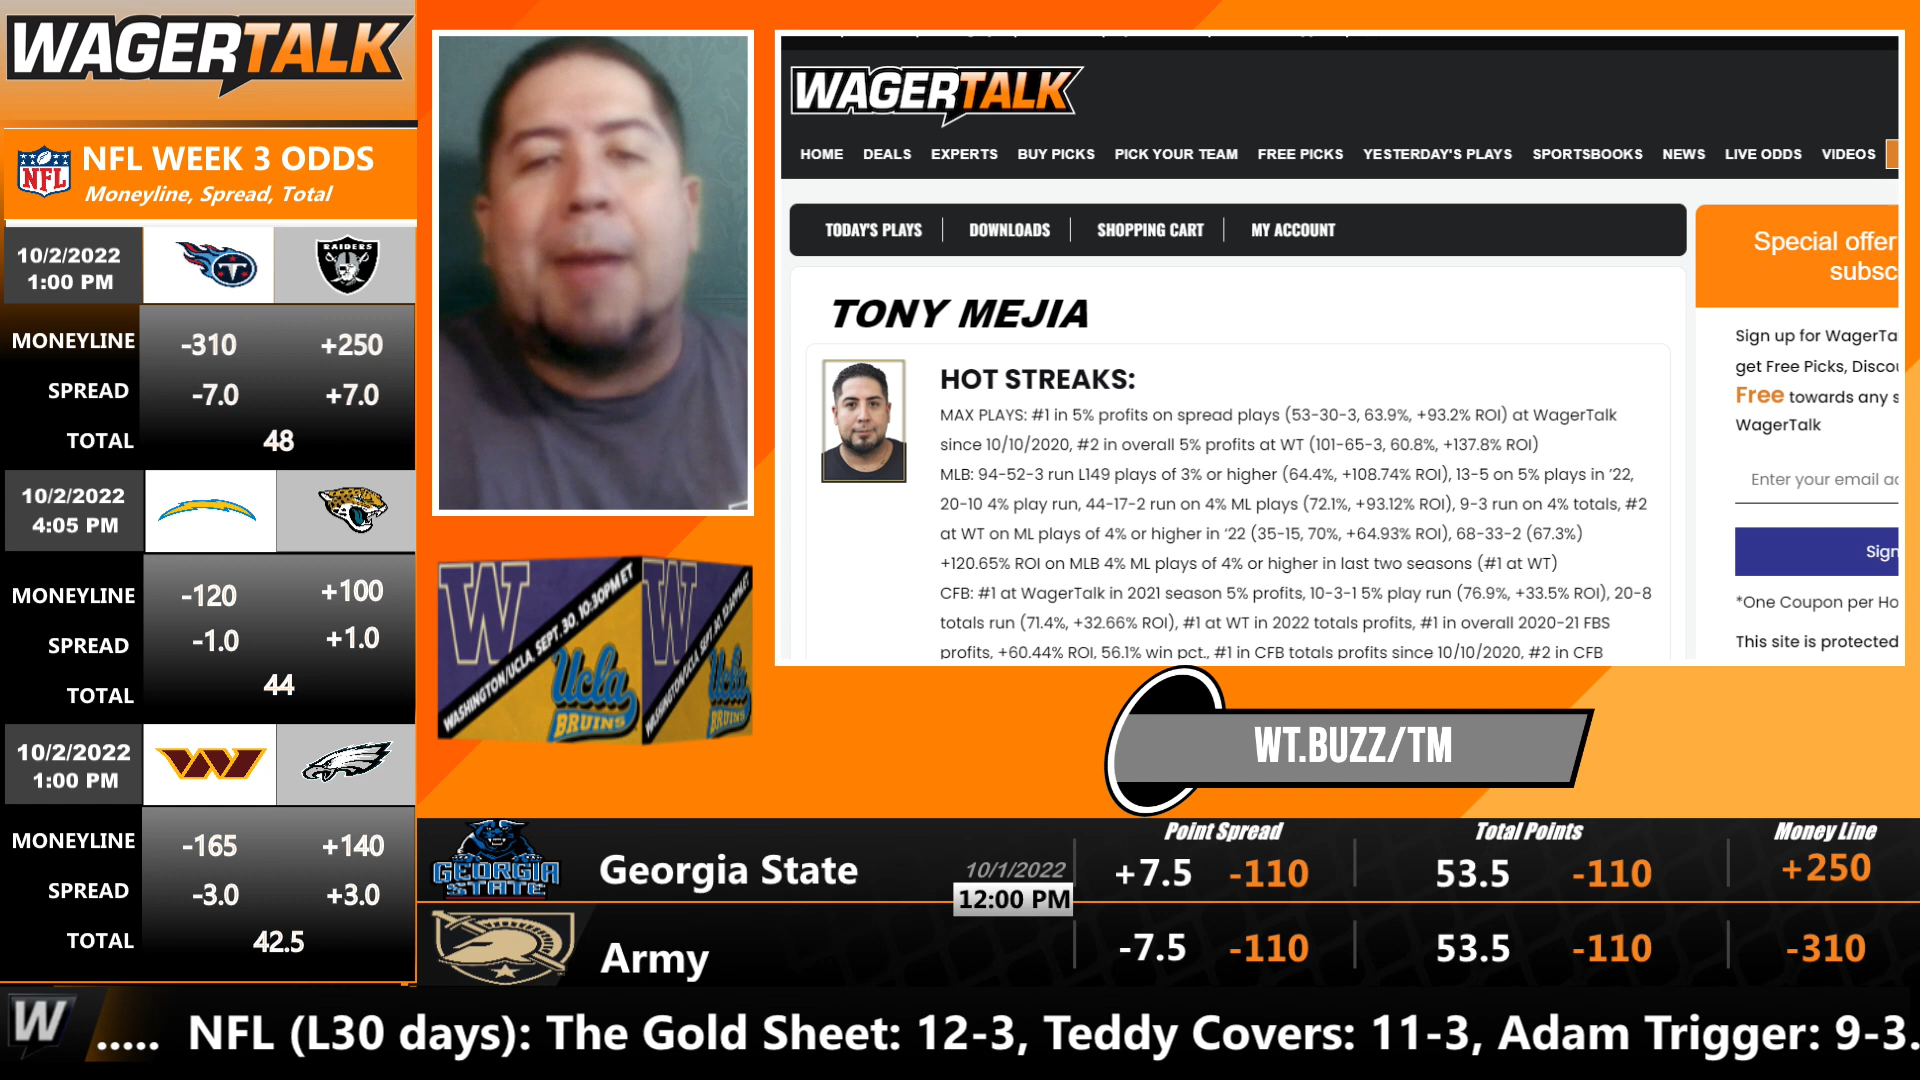 WAGERTALK
NFL
NFL WEEK 3 ODDS
Moneyline, Spread, Total
10/2/2022
1:00 PM
RAIDERS
MONEYLINE -310 +250
SPREAD -7.0 +7.0
TOTAL 48
10/2/2022
4:05 PM
MONEYLINE -120 +100
SPREAD -1.0 +1.0
TOTAL 44
10/2/2022
1:00 PM
MONEYLINE -165 +140
SPREAD -3.0 +3.0
TOTAL 42.5
W
WASHINGTON/UCLA, SEPT. 30, 10:30PM ET
Ucla
BRUINS
W
Ucla
BRUINS
WAGERTALK
HOME DEALS EXPERTS BUY PICKS PICK YOUR TEAM FREE PICKS YESTERDAY'S PLAYS SPORTSBOOKS NEWS LIVE ODDS VIDEOS
TODAY'S PLAYS DOWNLOADS SHOPPING CART MY ACCOUNT
TONY MEJIA
HOT STREAKS:
MAX PLAYS: #1 in 5% profits on spread plays (53-30-3, 63.9%, +93.2% ROI) at WagerTalk
since 10/10/2020, #2 in overall 5% profits at WT (101-65-3, 60.8%, +137.8% ROI)
MLB: 94-52-3 run L149 plays of 3% or higher (64.4%, +108.74% ROI), 13-5 on 5% plays in ’22,
20-10 4% play run, 44-17-2 run on 4% ML plays (72.1%, +93.12% ROI), 9-3 run on 4% totals, #2
at WT on ML plays of 4% or higher in ‘22 (35-15, 70%, +64.93% ROI), 68-33-2 (67.3%)
+120.65% ROI on MLB 4% ML plays of 4% or higher in last two seasons (#1 at WT)
CFB: #1 at WagerTalk in 2021 season 5% profits, 10-3-1 5% play run (76.9%, +33.5% ROI), 20-8
totals run (71.4%, +32.66% ROI), #1 at WT in 2022 totals profits, #1 in overall 2020-21 FBS
profits, +60.44% ROI, 56.1% win pct., #1 in CFB totals profits since 10/10/2020, #2 in CFB
Special offer
subsc
Sign up for WagerTa
get Free Picks, Discou
Free towards any s
WagerTalk
Enter your email ad
Sign
*One Coupon per Ho
This site is protected
WT.BUZZ/TM
Point Spread Total Points Money Line
GEORGIA STATE
Georgia State 10/1/2022 +7.5 -110 53.5 -110 +250
12:00 PM
Army -7.5 -110 53.5 -110 -310
W ..... NFL (L30 days): The Gold Sheet: 12-3, Teddy Covers: 11-3, Adam Trigger: 9-3.